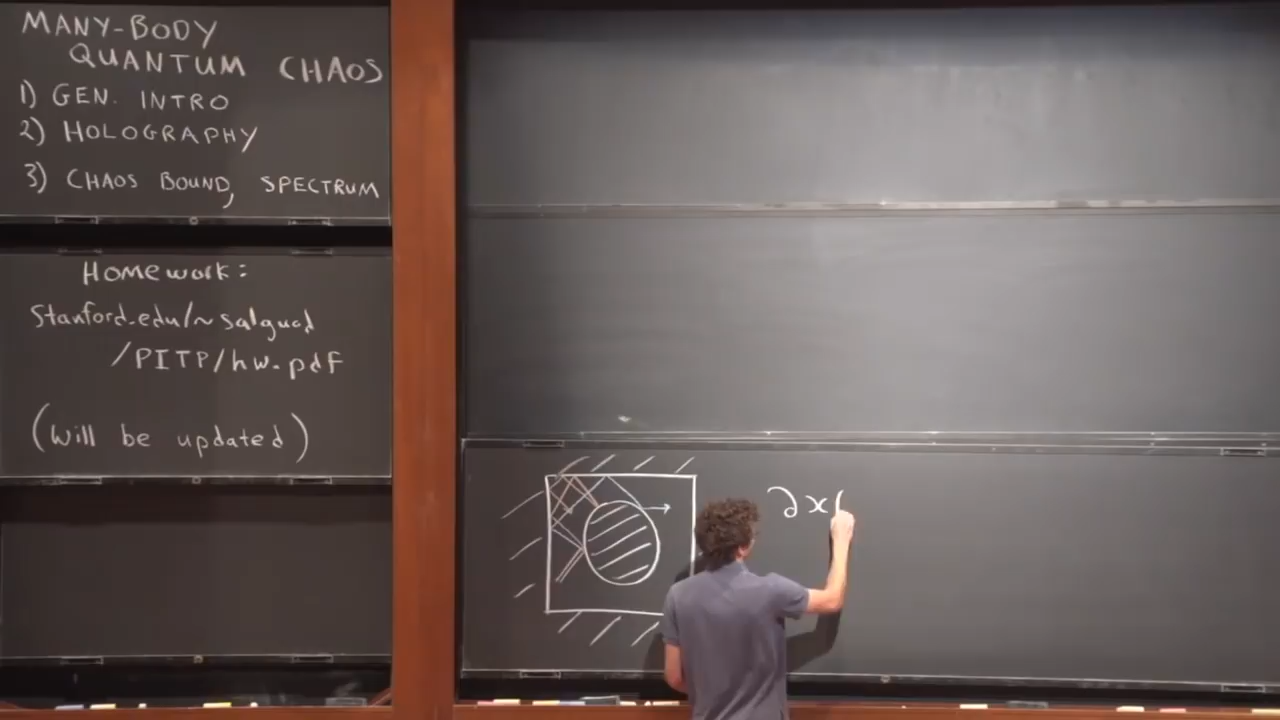 MANY-BODY
QUANTUM CHAOS
1) GEN. INTRO
2) HOLOGRAPHY
3) CHAOS BOUND, SPECTRUM
Homework:
Stanford.edu/~salguod
/PITP/hw.pdf
(Will be updated)
∂x(